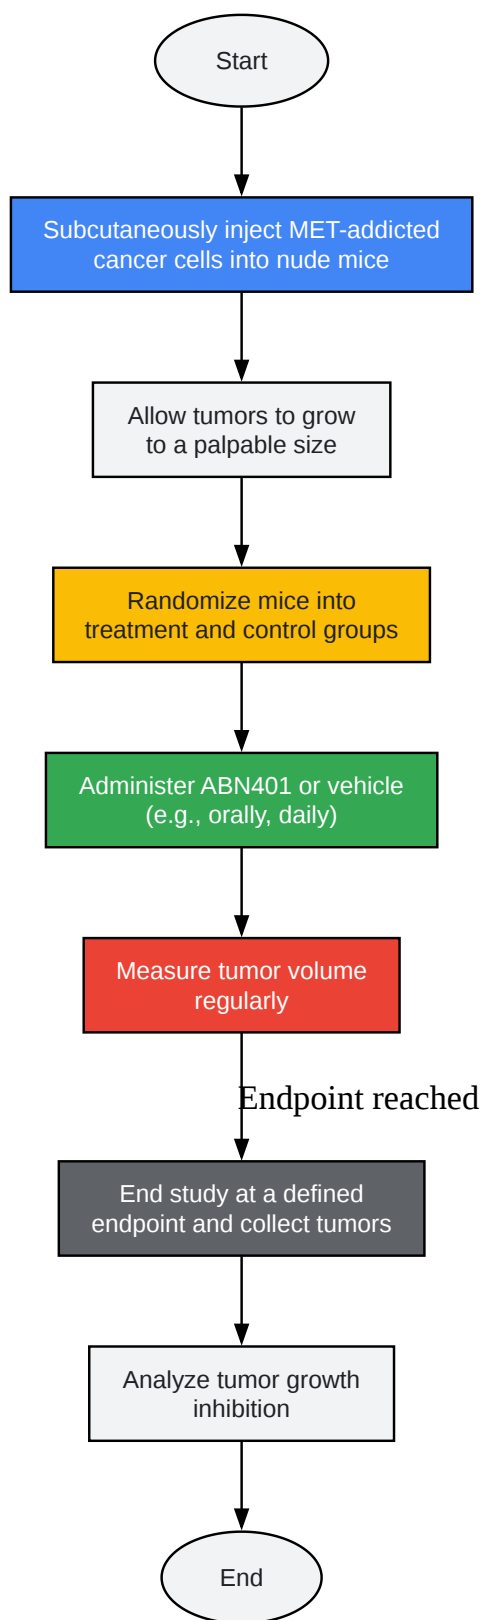 Start
Subcutaneously inject MET-addicted
cancer cells into nude mice
Allow tumors to grow
to a palpable size
Randomize mice into
treatment and control groups
Administer ABN401 or vehicle
(e.g., orally, daily)
Measure tumor volume
regularly
Endpoint reached
End study at a defined
endpoint and collect tumors
Analyze tumor growth
inhibition
End